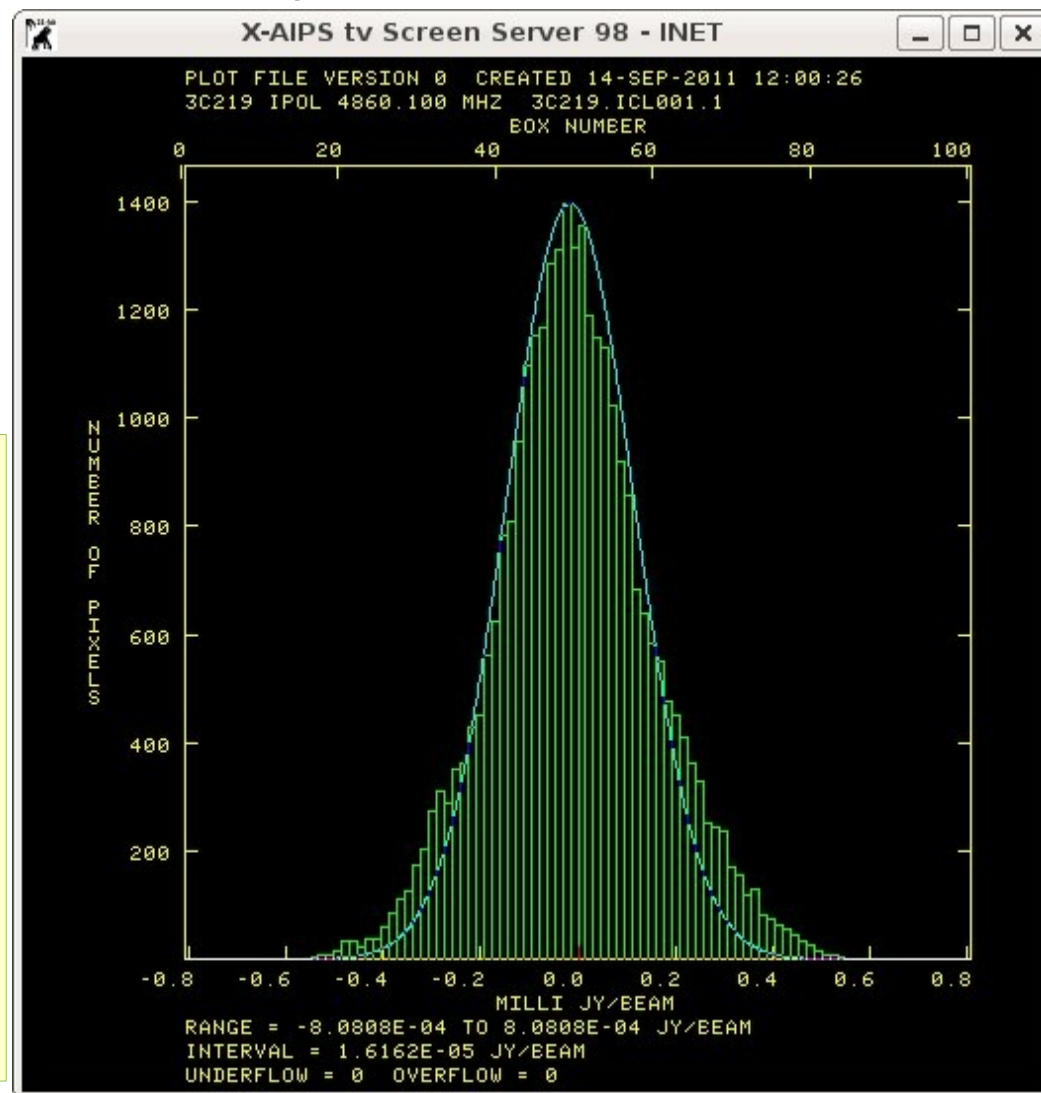 X-AIPS tv Screen Server 98 - INET
PLOT FILE VERSION 0 CREATED 14-SEP-2011 12:00:26
3C219 IPOL 4860.100 MHZ 3C219.ICL001.1
BOX NUMBER
0 20 40 60 80 100
1400
1200
1000
800
600
400
200
NUMBER OF PIXELS
-0.8 -0.6 -0.4 -0.2 0.0 0.2 0.4 0.6 0.8
MILLI JY/BEAM
RANGE = -8.0808E-04 TO 8.0808E-04 JY/BEAM
INTERVAL = 1.6162E-05 JY/BEAM
UNDERFLOW = 0 OVERFLOW = 0